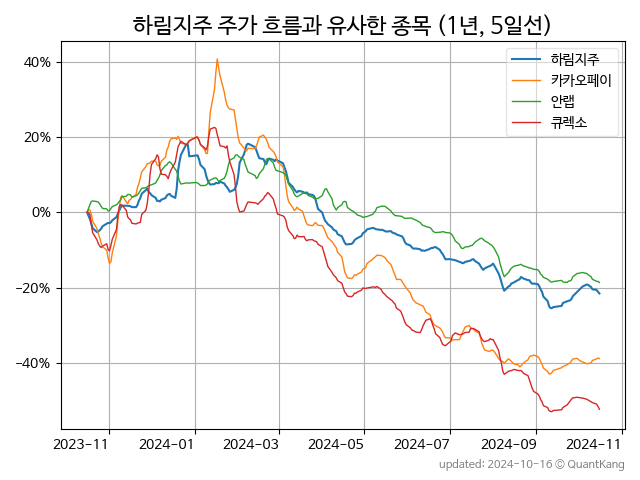 하림지주 주가 흐름과 유사한 종목 (1년, 5일선)
하림지주
카카오페이
안랩
큐렉소
40%
20%
0%
−20%
−40%
2023-11
2024-01
2024-03
2024-05
2024-07
2024-09
2024-11
updated: 2024-10-16 © QuantKang